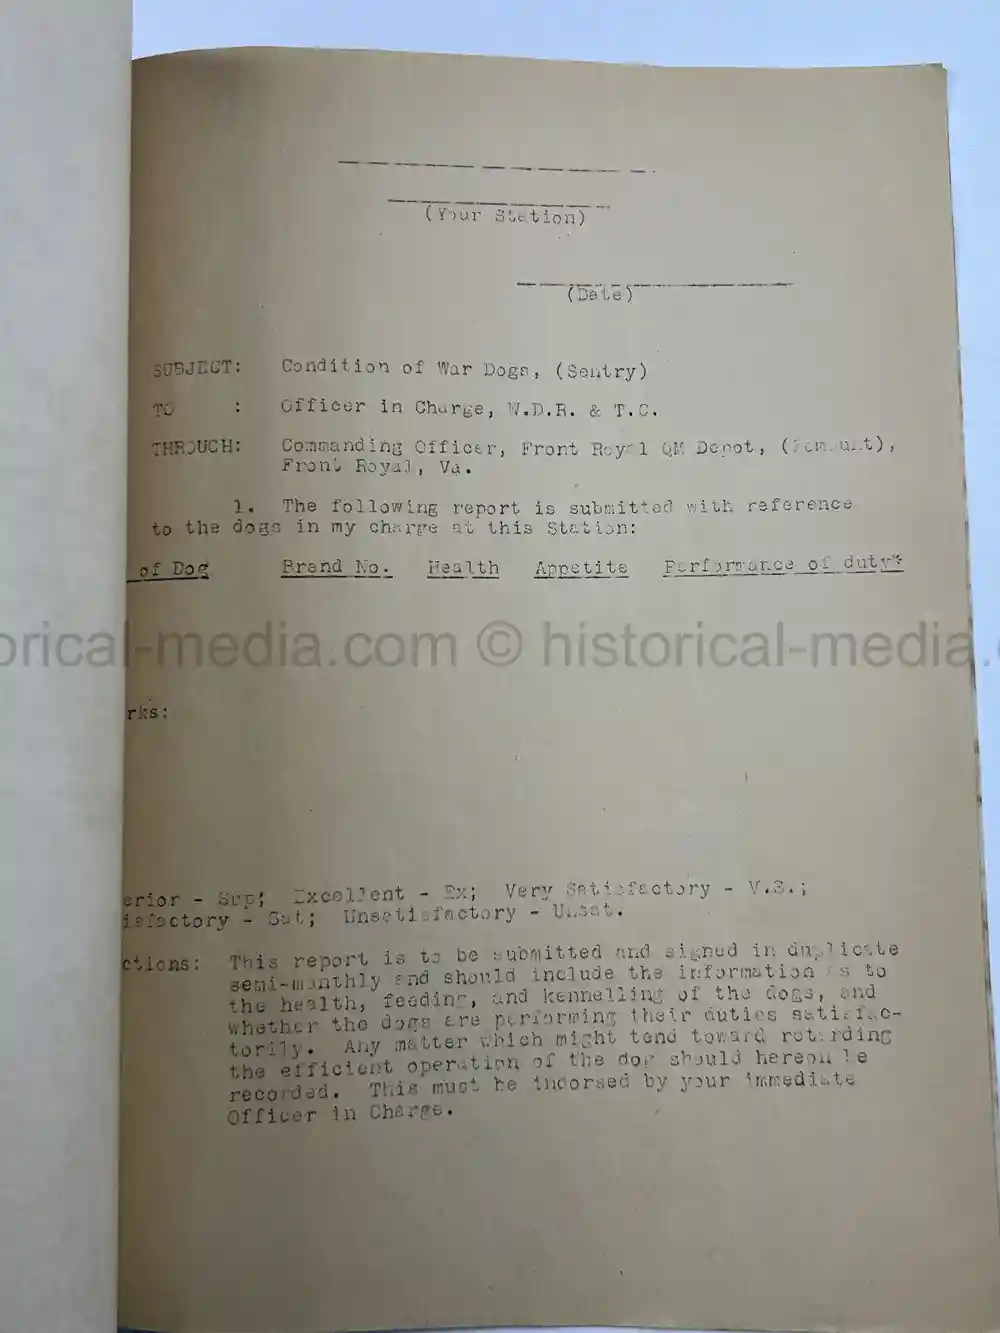 (Your Station)
(Date)
SUBJECT: Condition of War Dogs, (Sentry)
TO : Officer in Charge, W.D.R. & T.C.
THROUGH: Commanding Officer, Front Royal QM Depot, (Remount),
Front Royal, Va.
1. The following report is submitted with reference
to the dogs in my charge at this Station:
of Dog Brand No. Health Appetite Performance of duty*
orical-media.com © historical-media.c
rks:
erior - Sup; Excellent - Ex; Very Satisfactory - V.S.;
isfactory - Sat; Unsatisfactory - Unsat.
ctions: This report is to be submitted and signed in duplicate
semi-monthly and should include the information as to
the health, feeding, and kennelling of the dogs, and
whether the dogs are performing their duties satisfac-
torily. Any matter which might tend toward retarding
the efficient operation of the dog should hereon be
recorded. This must be indorsed by your immediate
Officer in Charge.